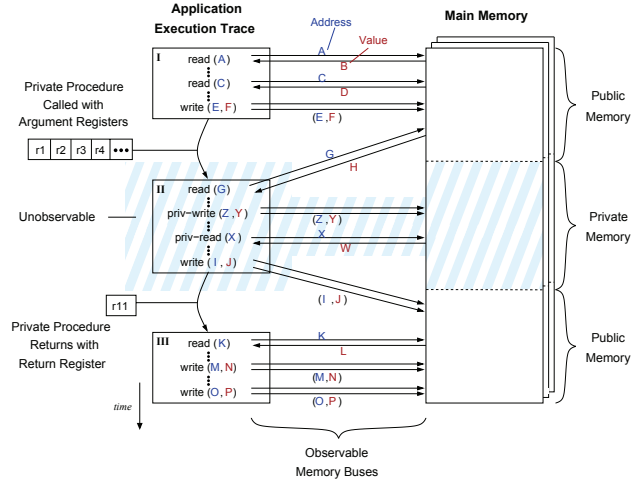 Application
Execution Trace
Main Memory
Address
Value
I
read (A)
read (C)
write (E,F)
A
B
C
D
(E,F)
Private Procedure
Called with
Argument Registers
r1 r2 r3 r4 •••
Public
Memory
G
H
II
read (G)
priv-write (Z,Y)
priv-read (X)
write (I,J)
Unobservable
(Z,Y)
X
W
(I,J)
Private
Memory
r11
Private Procedure
Returns with
Return Register
III
read (K)
write (M,N)
write (O,P)
K
L
(M,N)
(O,P)
Public
Memory
time
Observable
Memory Buses